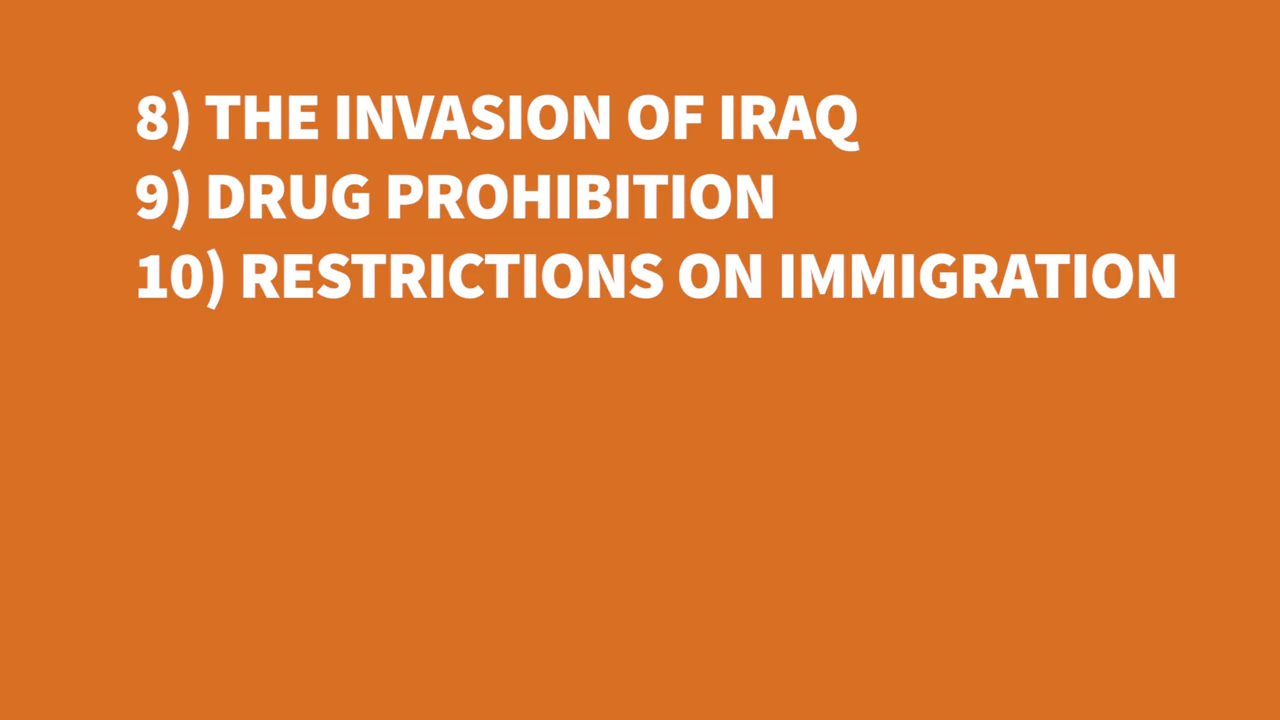 8) THE INVASION OF IRAQ
9) DRUG PROHIBITION
10) RESTRICTIONS ON IMMIGRATION